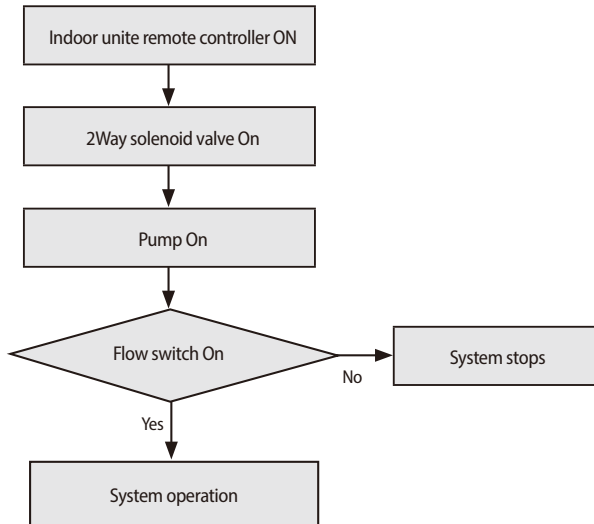 Indoor unite remote controller ON
2Way solenoid valve On
Pump On
Flow switch On
System stops
No
Yes
System operation